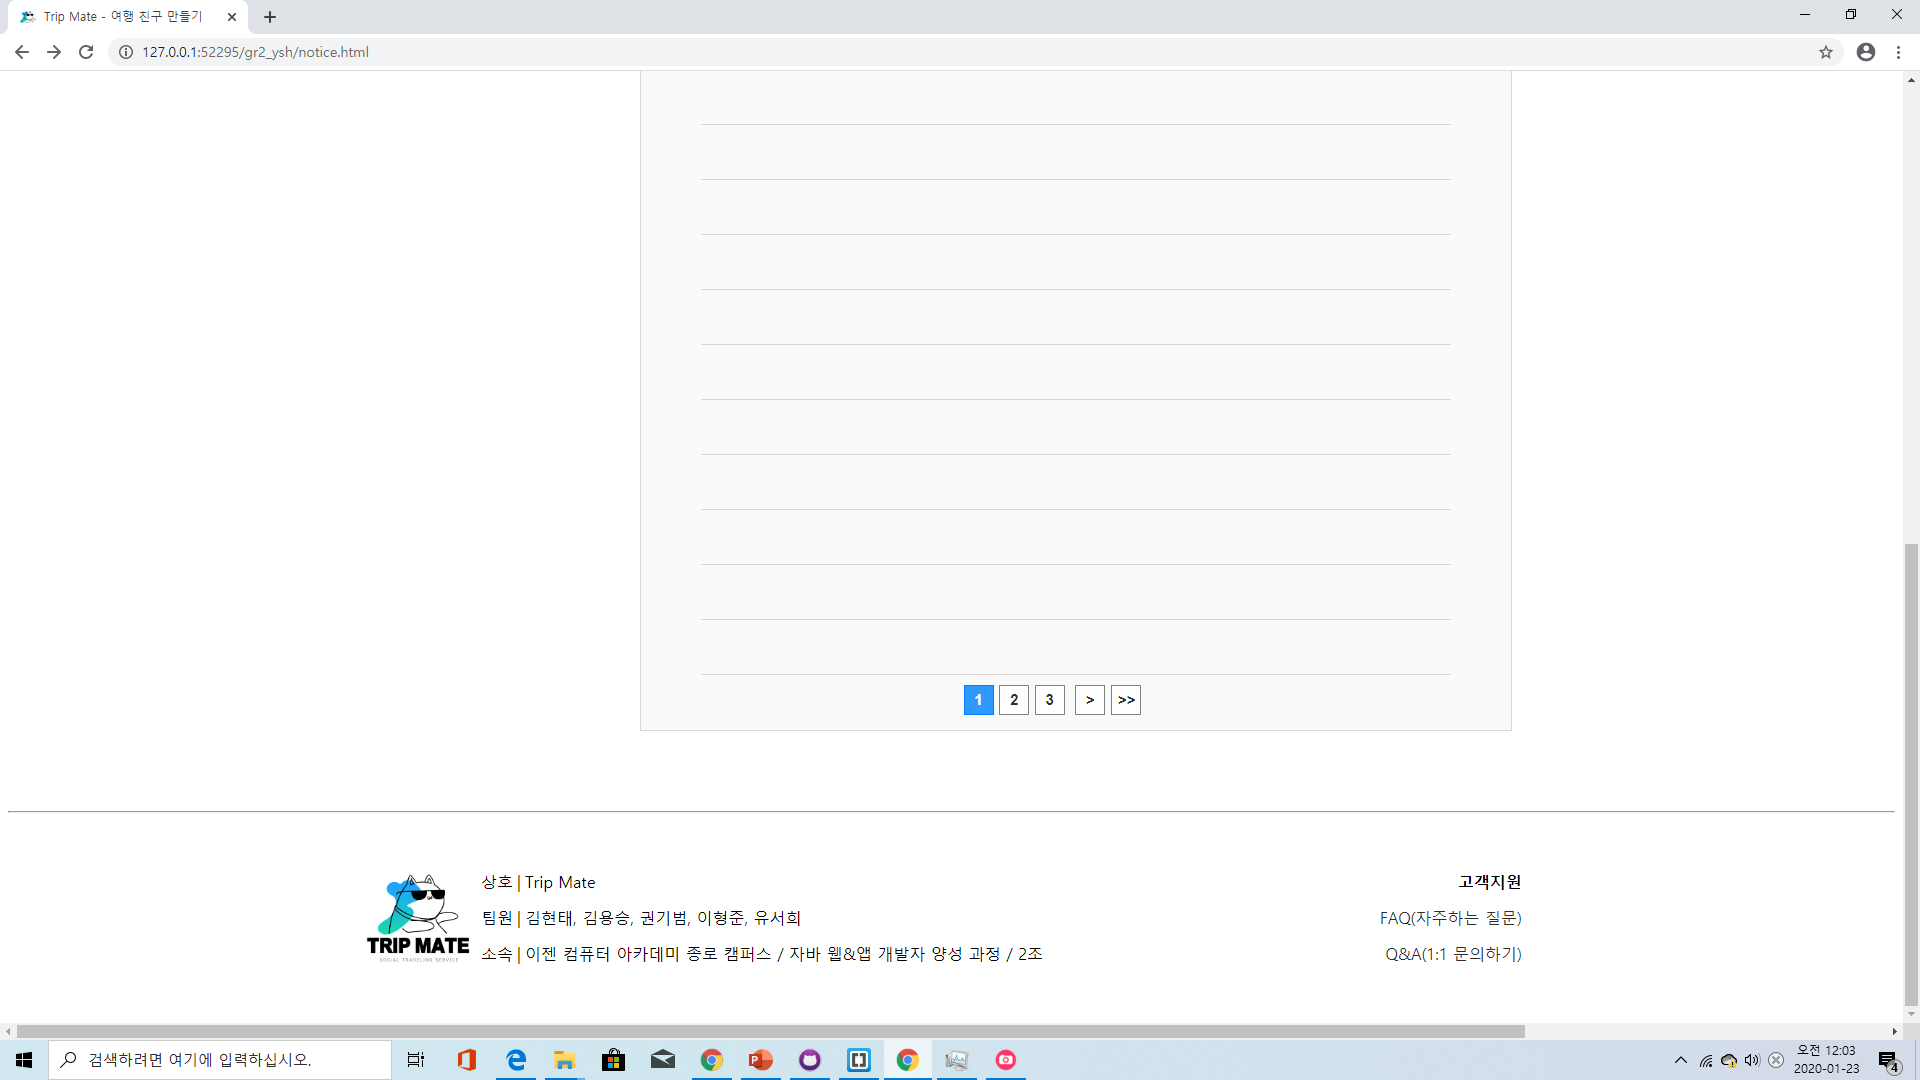 Trip Mate - 여행 친구 만들기
127.0.0.1:52295/gr2_ysh/notice.html
1 2 3 > >>
TRIP MATE
SOCIAL TRAVELING SERVICE
상호 | Trip Mate
팀원 | 김현태, 김용승, 권기범, 이형준, 유서희
소속 | 이젠 컴퓨터 아카데미 종로 캠퍼스 / 자바 웹&앱 개발자 양성 과정 / 2조
고객지원
FAQ(자주하는 질문)
Q&A(1:1 문의하기)
검색하려면 여기에 입력하십시오.
오전 12:03
2020-01-23
4